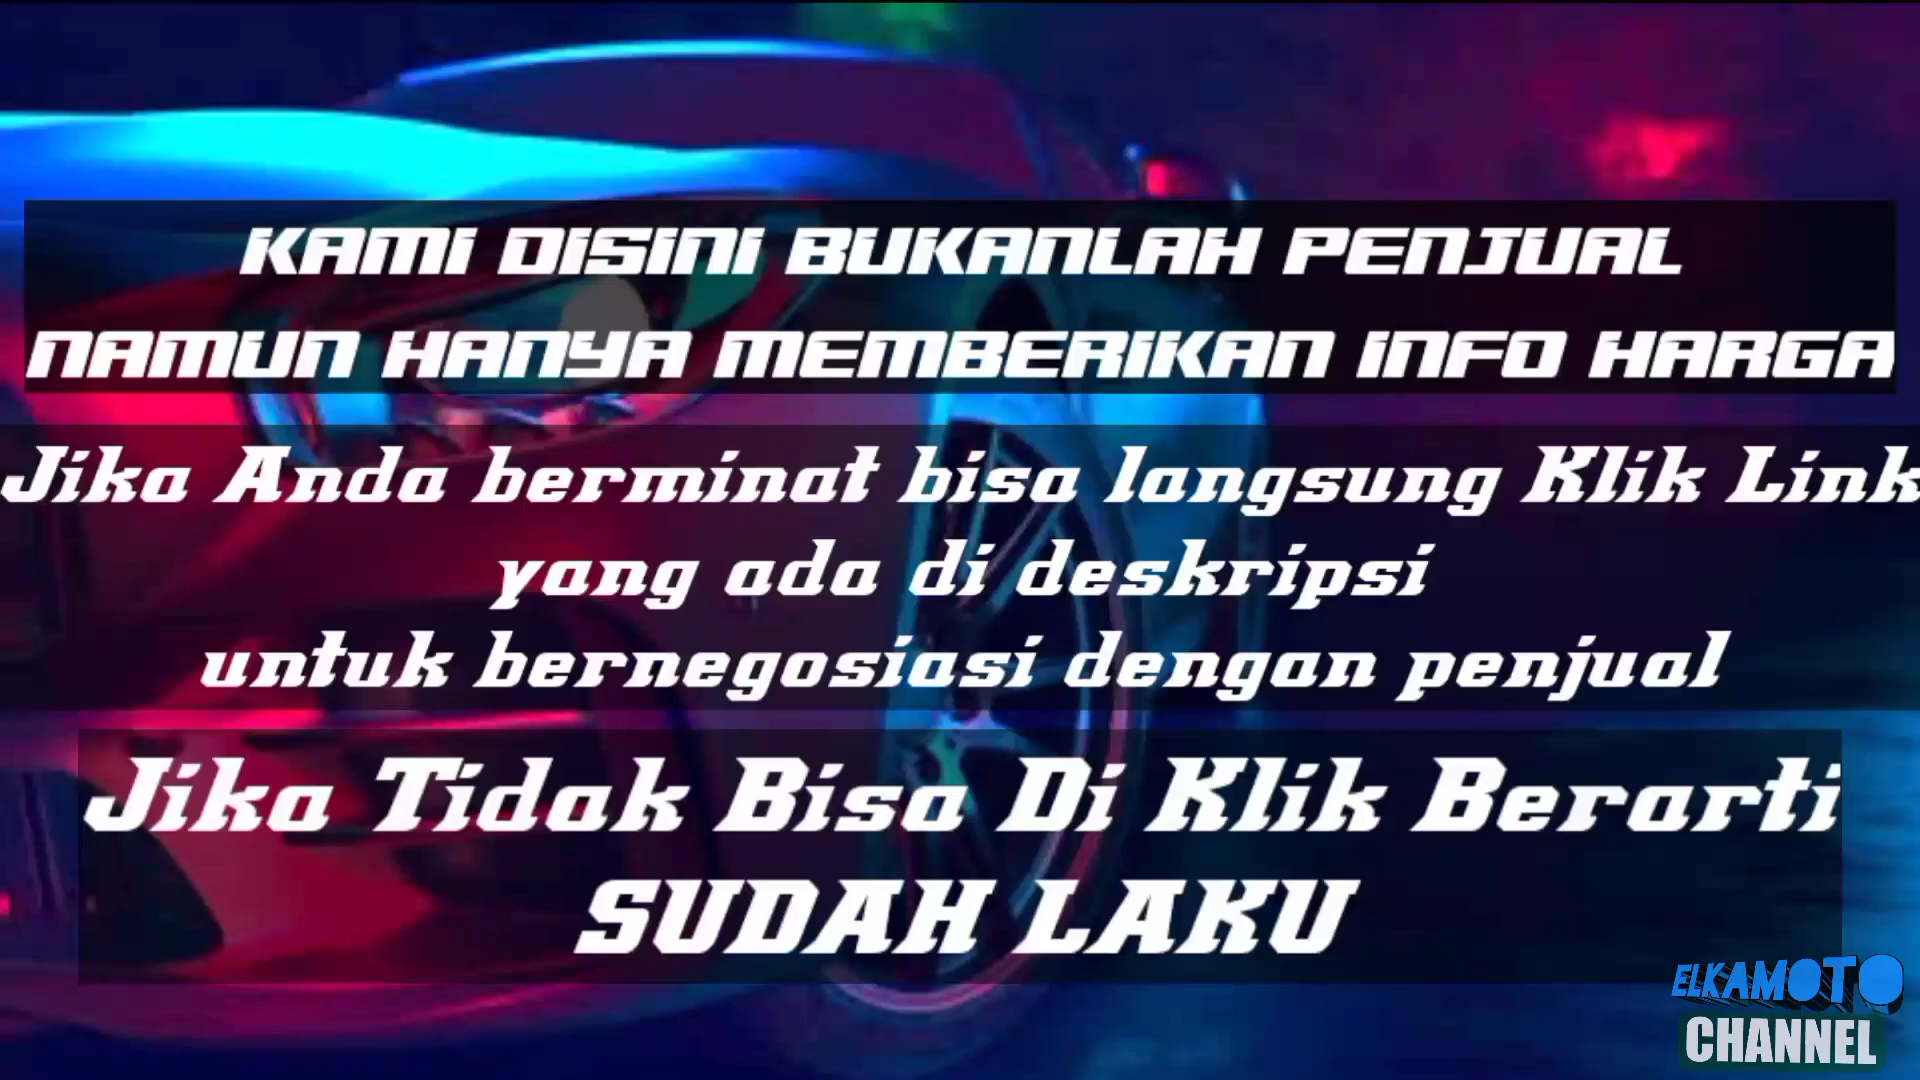 KAMI DISINI BUKANLAH PENJUAL
NAMUN HANYA MEMBERIKAN INFO HARGA
Jika Anda berminat bisa langsung Klik Link
yang ada di deskripsi
untuk bernegosiasi dengan penjual
Jika Tidak Bisa Di Klik Berarti
SUDAH LAKU
ELKAMOTO
CHANNEL